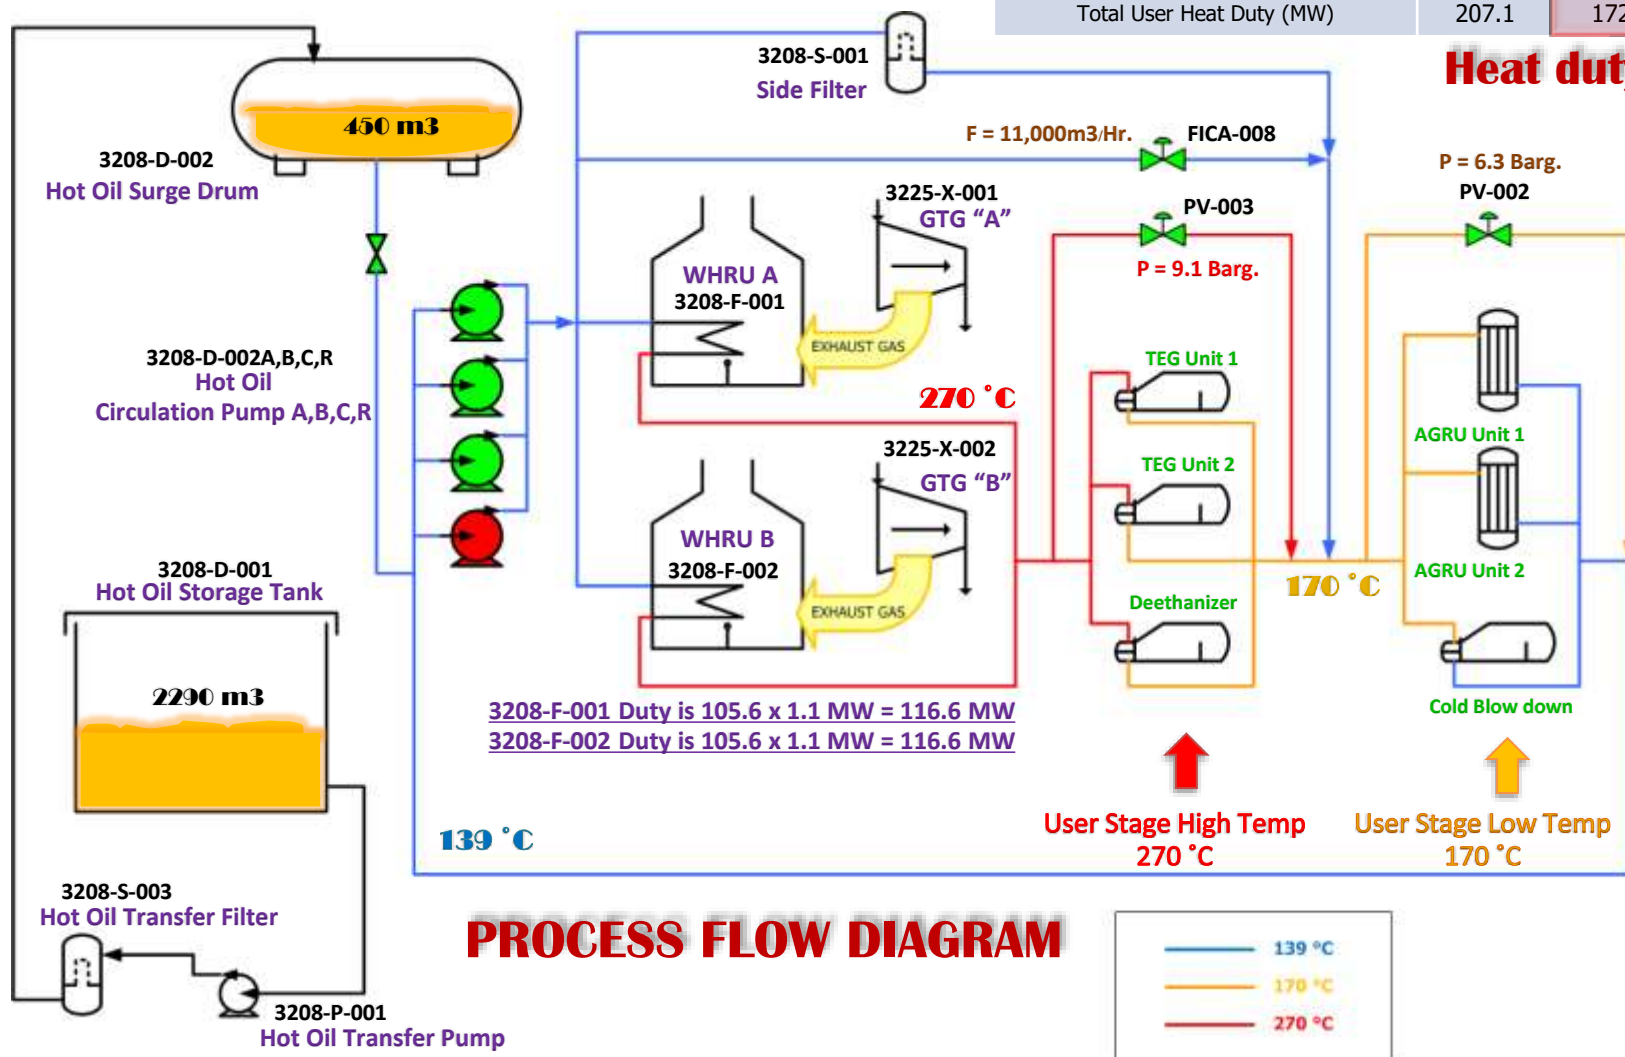 Total User Heat Duty (MW) 207.1 172
Heat duty
3208-S-001
Side Filter
450 m3
F = 11,000m3/Hr.
FICA-008
3208-D-002
Hot Oil Surge Drum
P = 6.3 Barg.
PV-002
3225-X-001
GTG “A”
PV-003
P = 9.1 Barg.
WHRU A
3208-F-001
EXHAUST GAS
3208-D-002A,B,C,R
Hot Oil
Circulation Pump A,B,C,R
270 °C
TEG Unit 1
AGRU Unit 1
3225-X-002
GTG “B”
TEG Unit 2
WHRU B
3208-F-002
EXHAUST GAS
AGRU Unit 2
170 °C
3208-D-001
Hot Oil Storage Tank
Deethanizer
2290 m3
Cold Blow down
3208-F-001 Duty is 105.6 x 1.1 MW = 116.6 MW
3208-F-002 Duty is 105.6 x 1.1 MW = 116.6 MW
139 °C
User Stage High Temp
270 °C
User Stage Low Temp
170 °C
3208-S-003
Hot Oil Transfer Filter
PROCESS FLOW DIAGRAM
139 °C
170 °C
270 °C
3208-P-001
Hot Oil Transfer Pump